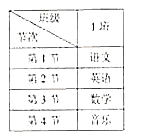 班级
节次
1 班
第 1 节 语文
第 2 节 英语
第 3 节 数学
第 4 节 音乐